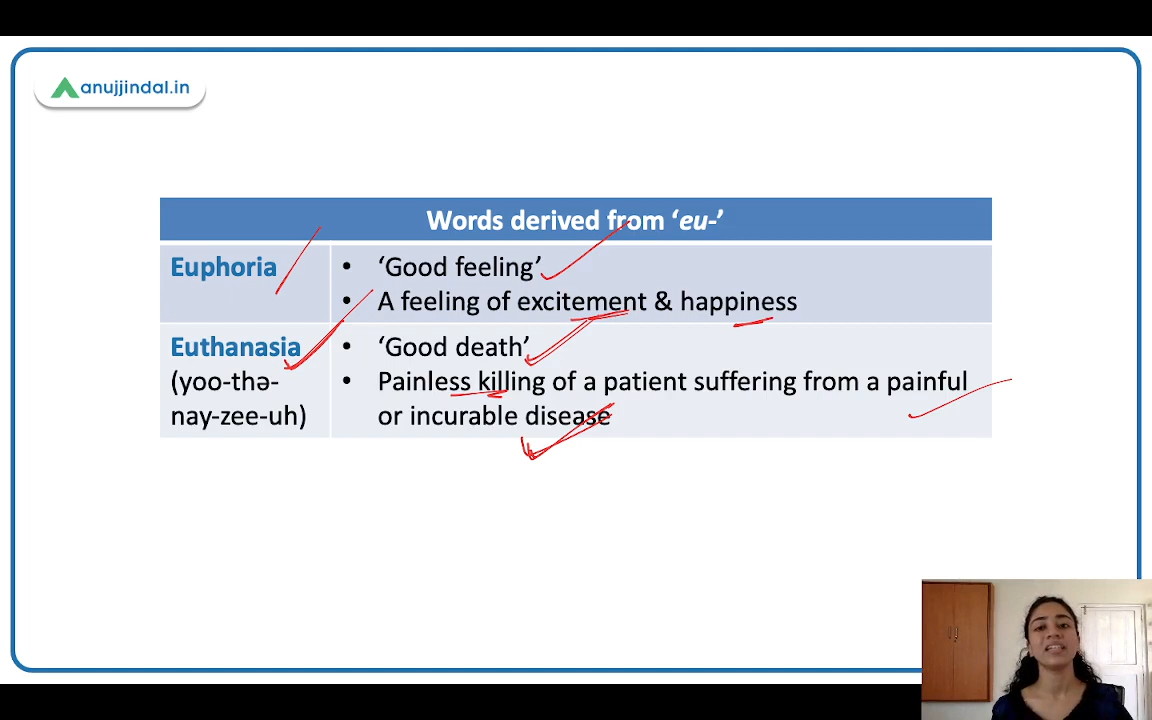 anujjindal.in
Words derived from ‘eu-’
Euphoria
• ‘Good feeling’
• A feeling of excitement & happiness
Euthanasia
(yoo-thə-
nay-zee-uh)
• ‘Good death’
• Painless killing of a patient suffering from a painful
or incurable disease